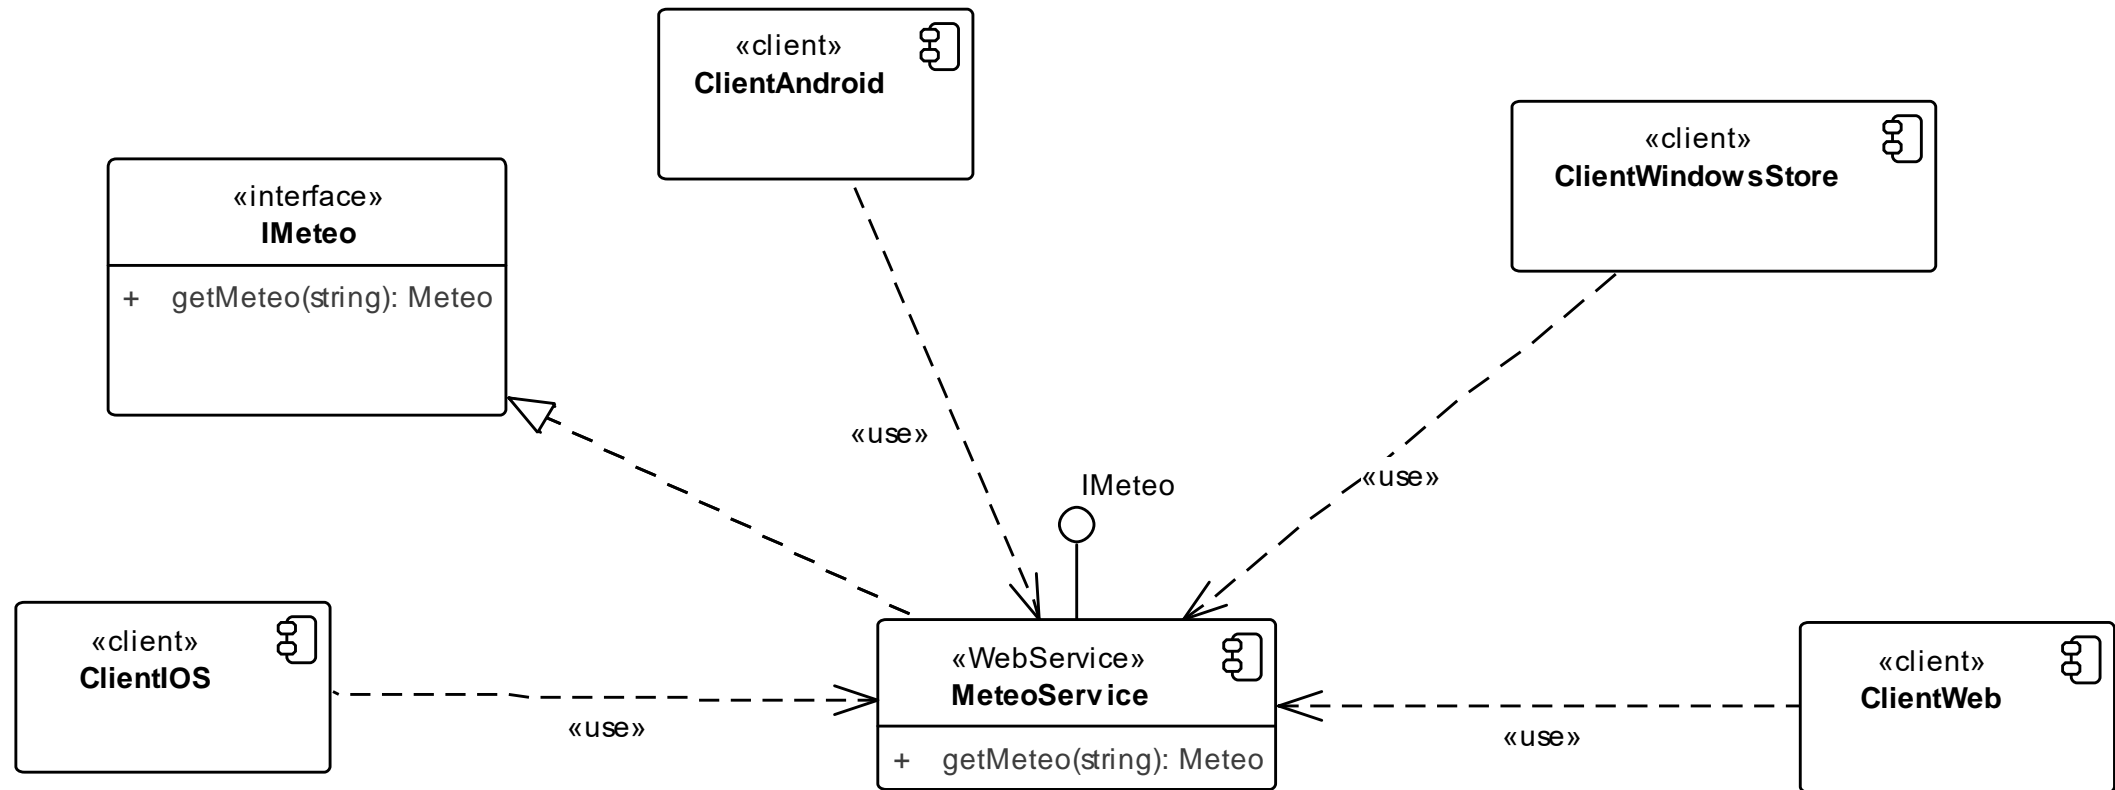 «client»
ClientAndroid
«client»
ClientWindowsStore
«interface»
IMeteo
+ getMeteo(string): Meteo
«use»
IMeteo
«use»
«client»
ClientIOS
«use»
«WebService»
MeteoService
+ getMeteo(string): Meteo
«use»
«client»
ClientWeb